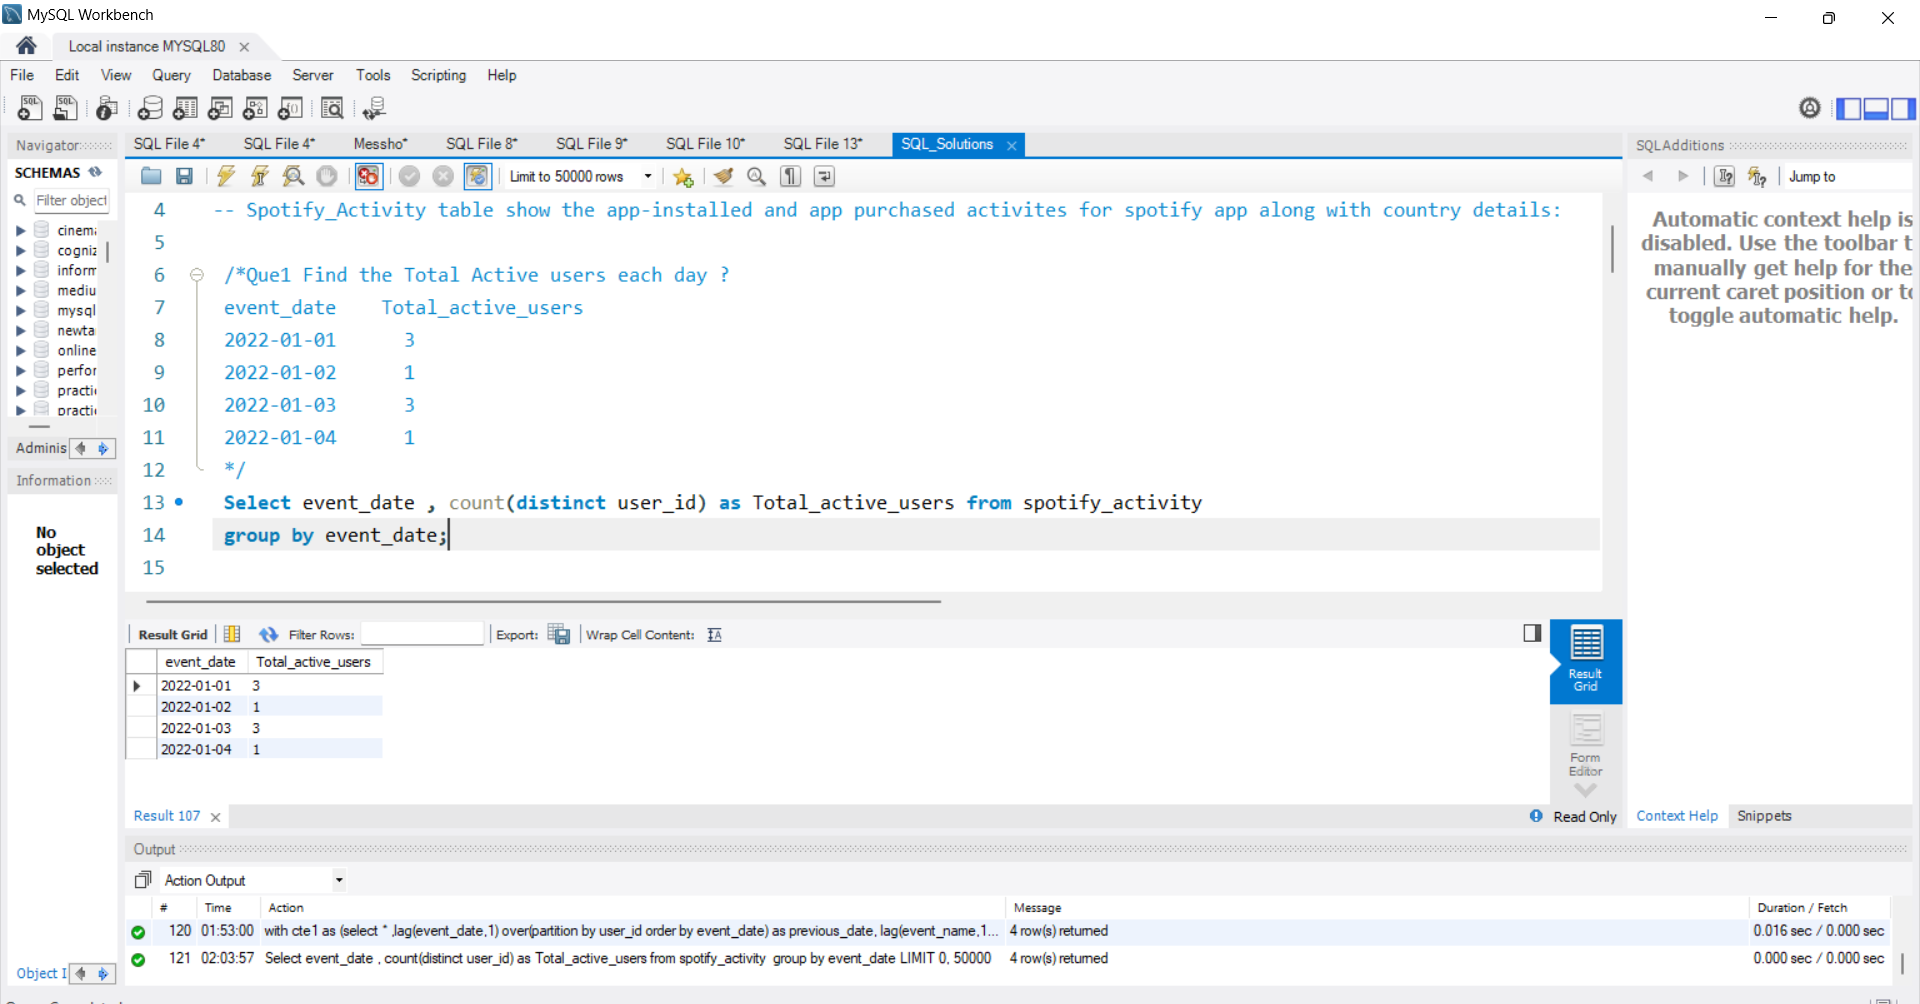 MySQL Workbench
Local instance MYSQL80
File Edit View Query Database Server Tools Scripting Help
Navigator
SCHEMAS
Filter object
cinema
cogniz
inform
mediu
mysql
newta
online
perfor
practi
practi
Adminis
Information
No
object
selected
Object I
SQL File 4* SQL File 4* Messho* SQL File 8* SQL File 9* SQL File 10* SQL File 13* SQL_Solutions
Limit to 50000 rows
4 -- Spotify_Activity table show the app-installed and app purchased activites for spotify app along with country details:
5
6 /*Que1 Find the Total Active users each day ?
7 event_date Total_active_users
8 2022-01-01 3
9 2022-01-02 1
10 2022-01-03 3
11 2022-01-04 1
12 */
13 Select event_date , count(distinct user_id) as Total_active_users from spotify_activity
14 group by event_date;
15
Result Grid Filter Rows: Export: Wrap Cell Content:
event_date Total_active_users
2022-01-01 3
2022-01-02 1
2022-01-03 3
2022-01-04 1
Result
Grid
Form
Editor
Result 107
Read Only
SQLAdditions
Jump to
Automatic context help is
disabled. Use the toolbar t
manually get help for the
current caret position or to
toggle automatic help.
Context Help Snippets
Output
Action Output
# Time Action Message Duration / Fetch
120 01:53:00 with cte1 as (select * ,lag(event_date,1) over(partition by user_id order by event_date) as previous_date, lag(event_name,1... 4 row(s) returned 0.016 sec / 0.000 sec
121 02:03:57 Select event_date , count(distinct user_id) as Total_active_users from spotify_activity group by event_date LIMIT 0, 50000 4 row(s) returned 0.000 sec / 0.000 sec